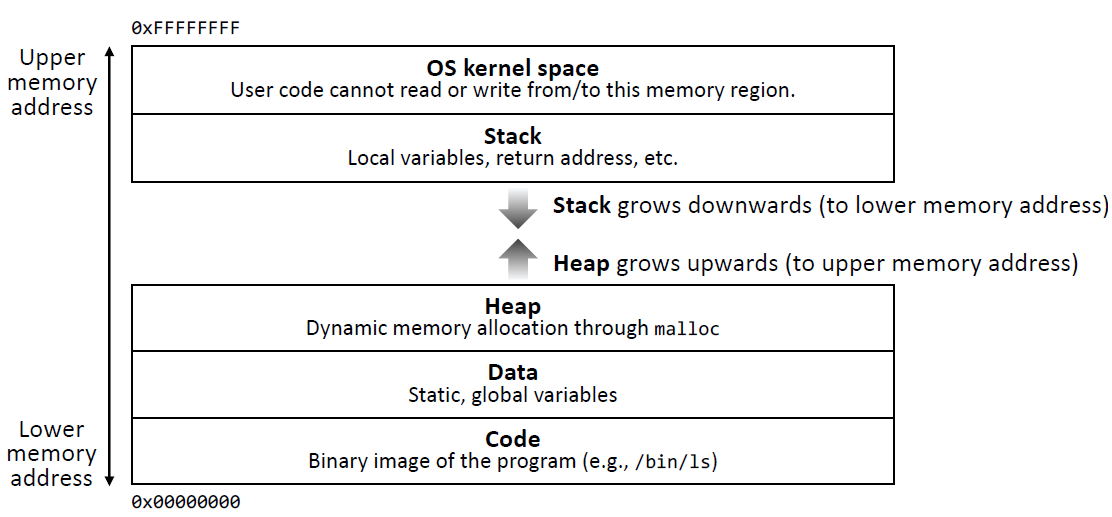 0xFFFFFFFF
Upper
memory
address
OS kernel space
User code cannot read or write from/to this memory region.
Stack
Local variables, return address, etc.
Stack grows downwards (to lower memory address)
Heap grows upwards (to upper memory address)
Heap
Dynamic memory allocation through malloc
Data
Static, global variables
Lower
memory
address
Code
Binary image of the program (e.g., /bin/ls)
0x00000000